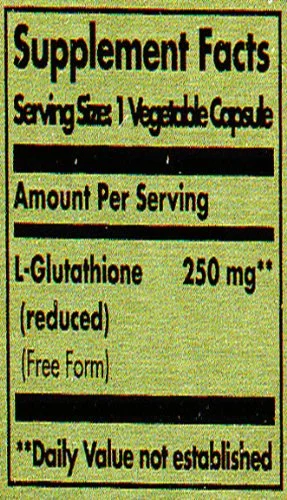 Supplement Facts
Serving Size: 1 Vegetable Capsule
Amount Per Serving
L-Glutathione 250 mg**
(reduced)
(Free Form)
**Daily Value not established